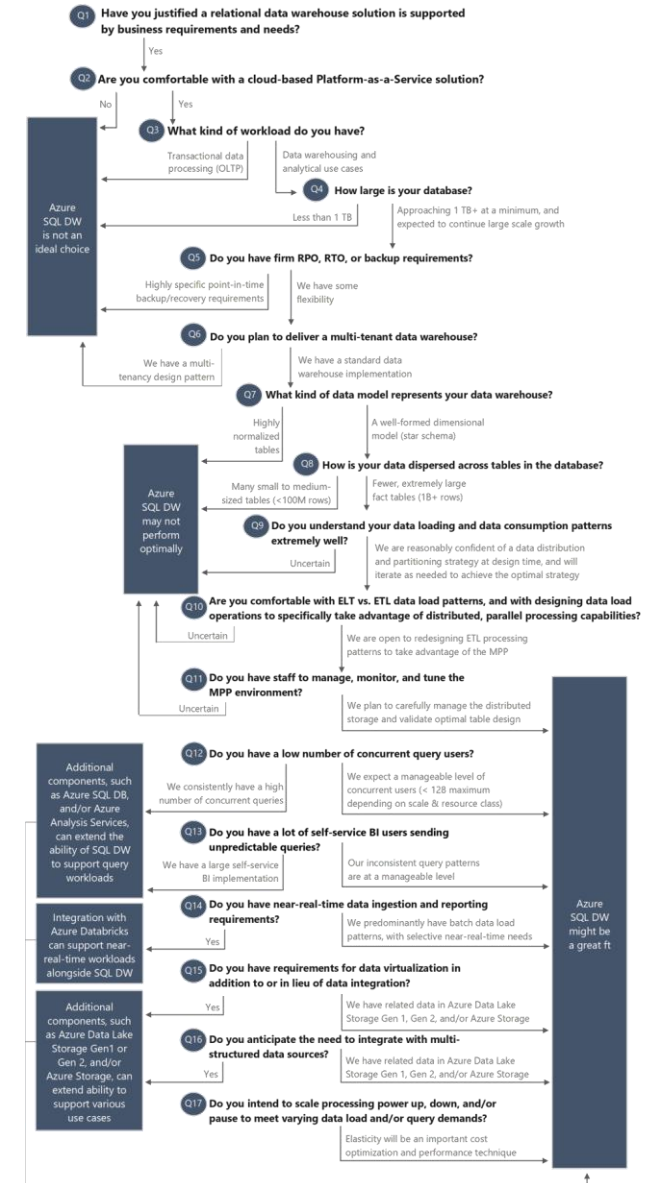 Q1
Have you justified a relational data warehouse solution is supported
by business requirements and needs?
Yes
Q2
Are you comfortable with a cloud-based Platform-as-a-Service solution?
No
Yes
Q3
What kind of workload do you have?
Transactional data
processing (OLTP)
Data warehousing and
analytical use cases
Q4
How large is your database?
Less than 1 TB
Approaching 1 TB+ at a minimum, and
expected to continue large scale growth
Azure
SQL DW
is not an
ideal choice
Q5
Do you have firm RPO, RTO, or backup requirements?
Highly specific point-in-time
backup/recovery requirements
We have some
flexibility
Q6
Do you plan to deliver a multi-tenant data warehouse?
We have a multi-
tenancy design pattern
We have a standard data
warehouse implementation
Q7
What kind of data model represents your data warehouse?
Highly
normalized
tables
A well-formed dimensional
model (star schema)
Q8
How is your data dispersed across tables in the database?
Many small to medium-
sized tables (<100M rows)
Fewer, extremely large
fact tables (1B+ rows)
Azure
SQL DW
may not
perform
optimally
Q9
Do you understand your data loading and data consumption patterns
extremely well?
Uncertain
We are reasonably confident of a data distribution
and partitioning strategy at design time, and will
iterate as needed to achieve the optimal strategy
Q10
Are you comfortable with ELT vs. ETL data load patterns, and with designing data load
operations to specifically take advantage of distributed, parallel processing capabilities?
Uncertain
We are open to redesigning ETL processing
patterns to take advantage of the MPP
Q11
Do you have staff to manage, monitor, and tune the
MPP environment?
Uncertain
We plan to carefully manage the distributed
storage and validate optimal table design
Q12
Do you have a low number of concurrent query users?
We consistently have a high
number of concurrent queries
We expect a manageable level of
concurrent users (< 128 maximum
depending on scale & resource class)
Additional
components, such
as Azure SQL DB,
and/or Azure
Analysis Services,
can extend the
ability of SQL DW
to support query
workloads
Q13
Do you have a lot of self-service BI users sending
unpredictable queries?
We have a large self-service
BI implementation
Our inconsistent query patterns
are at a manageable level
Q14
Do you have near-real-time data ingestion and reporting
requirements?
Yes
We predominantly have batch data load
patterns, with selective near-real-time needs
Integration with
Azure Databricks
can support near-
real-time workloads
alongside SQL DW
Azure
SQL DW
might be
a great ft
Q15
Do you have requirements for data virtualization in
addition to or in lieu of data integration?
Yes
We have related data in Azure Data Lake
Storage Gen 1, Gen 2, and/or Azure Storage
Additional
components, such
as Azure Data Lake
Storage Gen1 or
Gen 2, and/or
Azure Storage, can
extend ability to
support various
use cases
Q16
Do you anticipate the need to integrate with multi-
structured data sources?
Yes
We have related data in Azure Data Lake
Storage Gen 1, Gen 2, and/or Azure Storage
Q17
Do you intend to scale processing power up, down, and/or
pause to meet varying data load and/or query demands?
Elasticity will be an important cost
optimization and performance technique